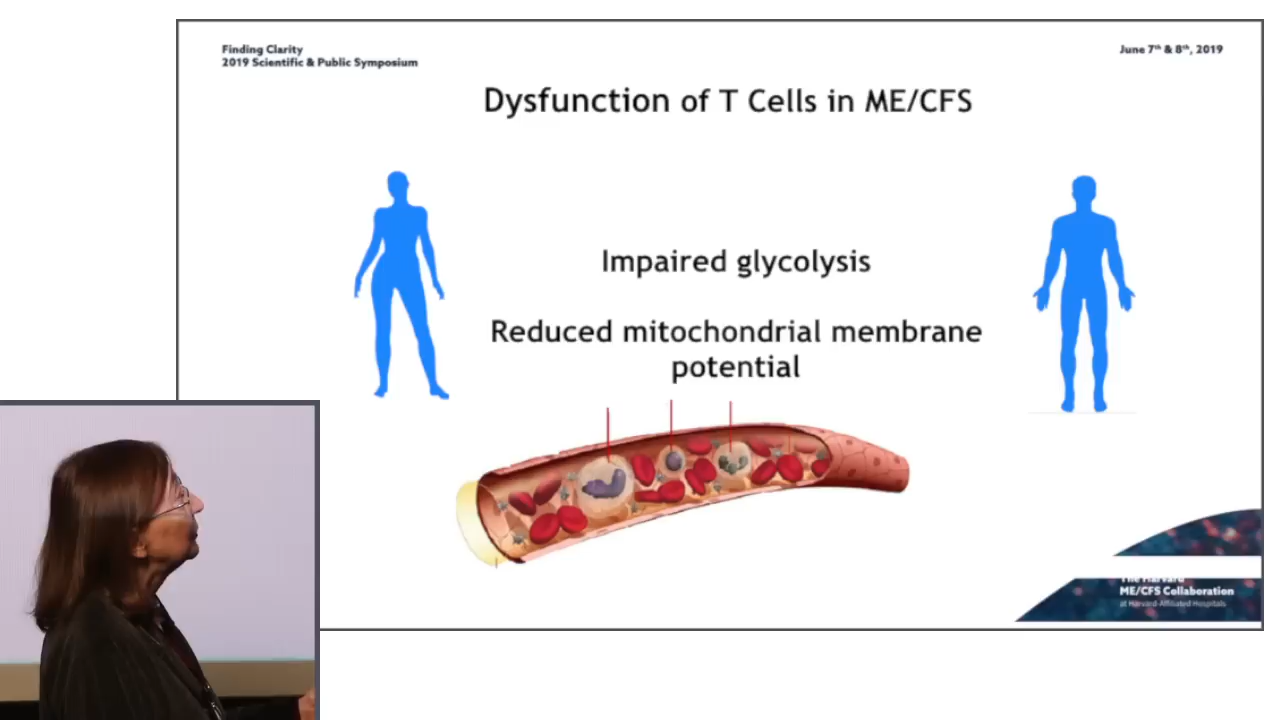 Finding Clarity
2019 Scientific & Public Symposium
June 7th & 8th, 2019
Dysfunction of T Cells in ME/CFS
Impaired glycolysis
Reduced mitochondrial membrane
potential
The Harvard
ME/CFS Collaboration
at Harvard-Affiliated Hospitals